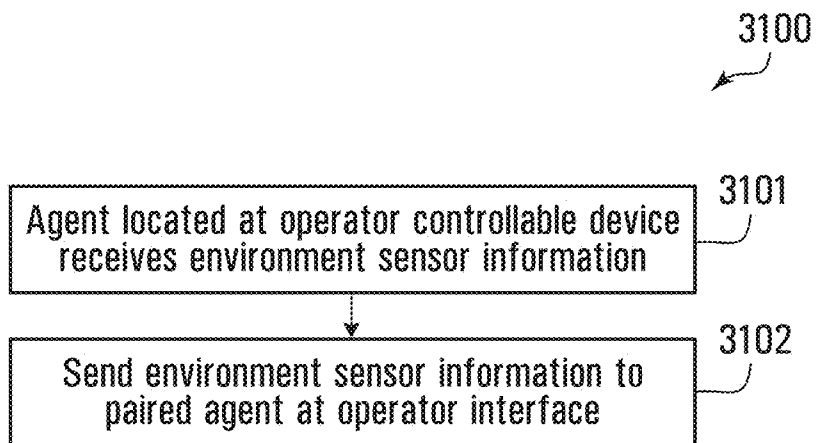 3100
3101
Agent located at operator controllable device
receives environment sensor information
3102
Send environment sensor information to
paired agent at operator interface